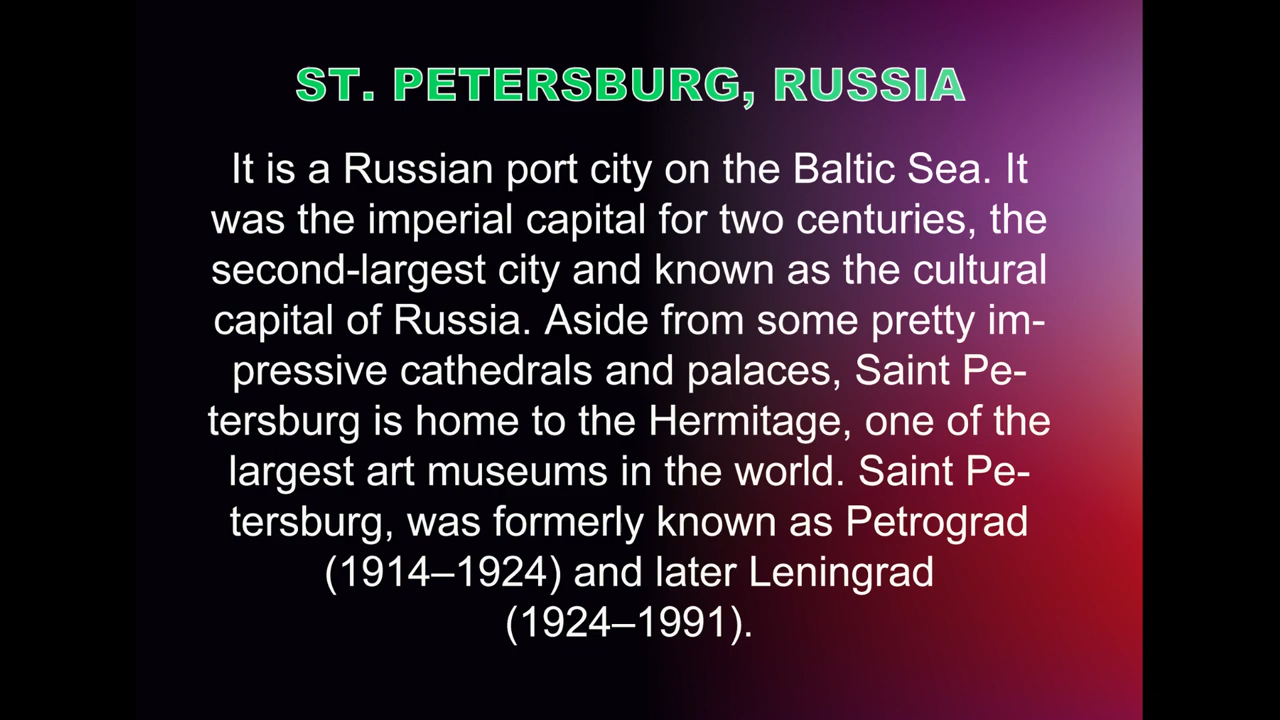 ST. PETERSBURG, RUSSIA
It is a Russian port city on the Baltic Sea. It
was the imperial capital for two centuries, the
second-largest city and known as the cultural
capital of Russia. Aside from some pretty im-
pressive cathedrals and palaces, Saint Pe-
tersburg is home to the Hermitage, one of the
largest art museums in the world. Saint Pe-
tersburg, was formerly known as Petrograd
(1914–1924) and later Leningrad
(1924–1991).